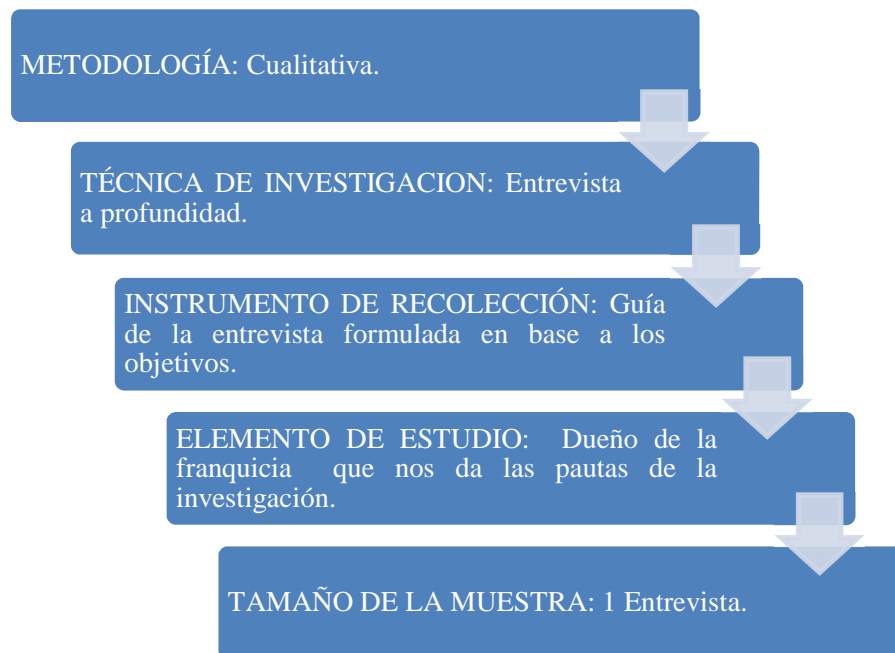 METODOLOGÍA: Cualitativa.
TÉCNICA DE INVESTIGACION: Entrevista
a profundidad.
INSTRUMENTO DE RECOLECCIÓN: Guía
de la entrevista formulada en base a los
objetivos.
ELEMENTO DE ESTUDIO: Dueño de la
franquicia que nos da las pautas de la
investigación.
TAMAÑO DE LA MUESTRA: 1 Entrevista.